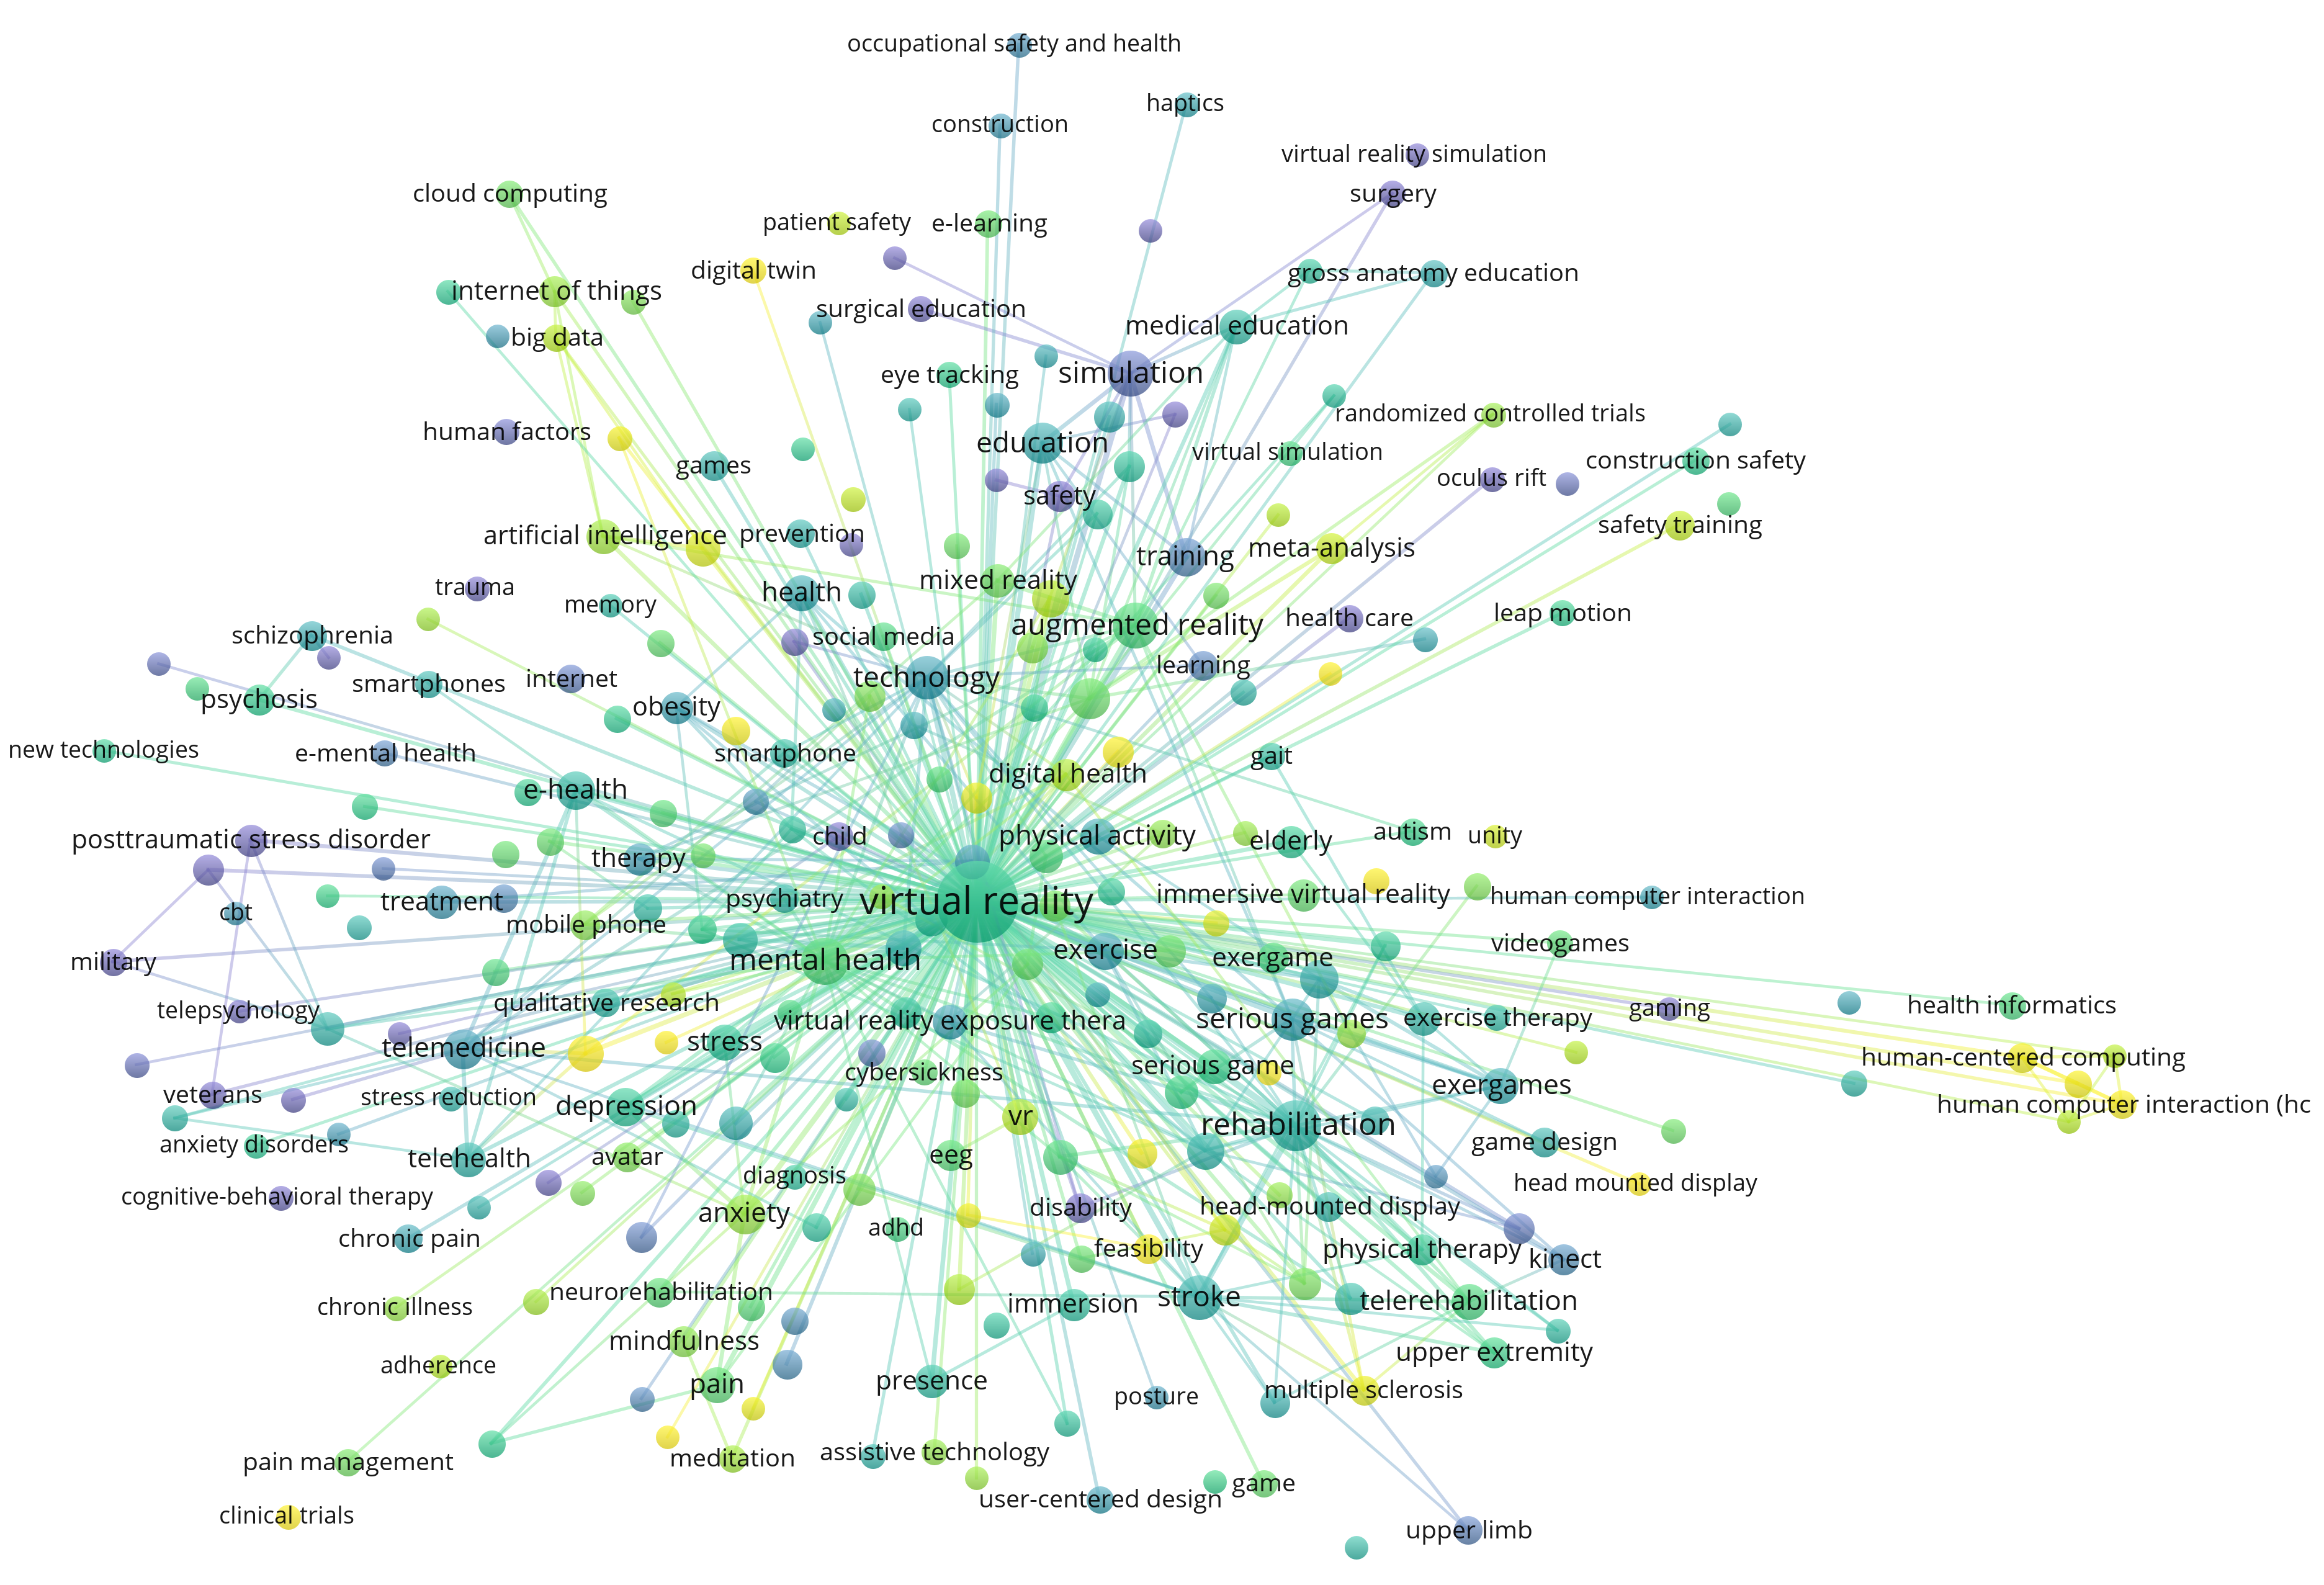 occupational safety and health
haptics
construction
virtual reality simulation
cloud computing
surgery
patient safety
e-learning
digital twin
gross anatomy education
internet of things
surgical education
medical education
big data
eye tracking
simulation
randomized controlled trials
human factors
education
virtual simulation
games
construction safety
oculus rift
safety
safety training
artificial intelligence
prevention
training
meta-analysis
mixed reality
trauma
health
memory
leap motion
health care
augmented reality
schizophrenia
social media
learning
technology
internet
smartphones
psychosis
obesity
new technologies
e-mental health
smartphone
gait
digital health
e-health
autism
posttraumatic stress disorder
child
physical activity
elderly
unity
therapy
treatment
psychiatry
virtual reality
immersive virtual reality
human computer interaction
cbt
mobile phone
exercise
videogames
military
mental health
exergame
telepsychology
qualitative research
gaming
health informatics
virtual reality exposure thera
serious games
exercise therapy
telemedicine
stress
human-centered computing
cybersickness
serious game
exergames
veterans
stress reduction
depression
human computer interaction (hc
vr
rehabilitation
anxiety disorders
telehealth
avatar
eeg
game design
diagnosis
head mounted display
cognitive-behavioral therapy
anxiety
adhd
disability
head-mounted display
chronic pain
feasibility
physical therapy
kinect
neurorehabilitation
chronic illness
immersion
stroke
telerehabilitation
mindfulness
upper extremity
adherence
pain
presence
posture
multiple sclerosis
pain management
meditation
assistive technology
game
user-centered design
clinical trials
upper limb